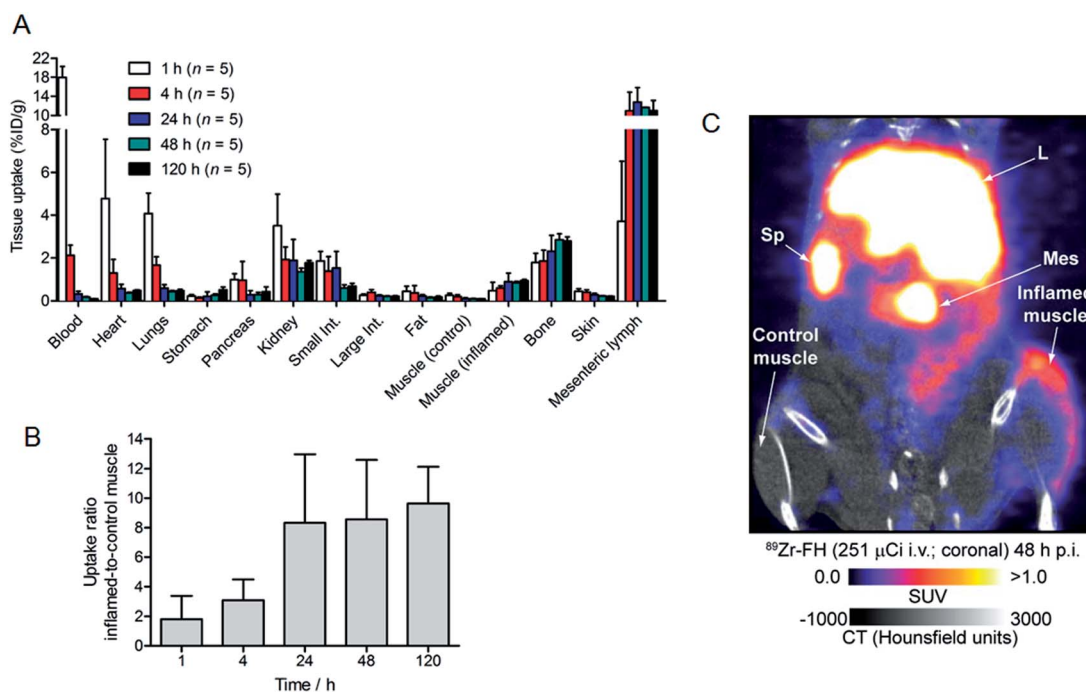 A
22
18
14
10
8
6
4
2
0
Tissue uptake (%ID/g)
1 h (n = 5)
4 h (n = 5)
24 h (n = 5)
48 h (n = 5)
120 h (n = 5)
Blood
Heart
Lungs
Stomach
Pancreas
Kidney
Small Int.
Large Int.
Fat
Muscle (control)
Muscle (inflamed)
Bone
Skin
Mesenteric lymph
B
14
12
10
8
6
4
2
0
Uptake ratio
inflamed-to-control muscle
1 4 24 48 120
Time / h
C
L
Sp
Mes
Inflamed
muscle
Control
muscle
⁸⁹Zr-FH (251 μCi i.v.; coronal) 48 h p.i.
0.0 >1.0
SUV
-1000 3000
CT (Hounsfield units)